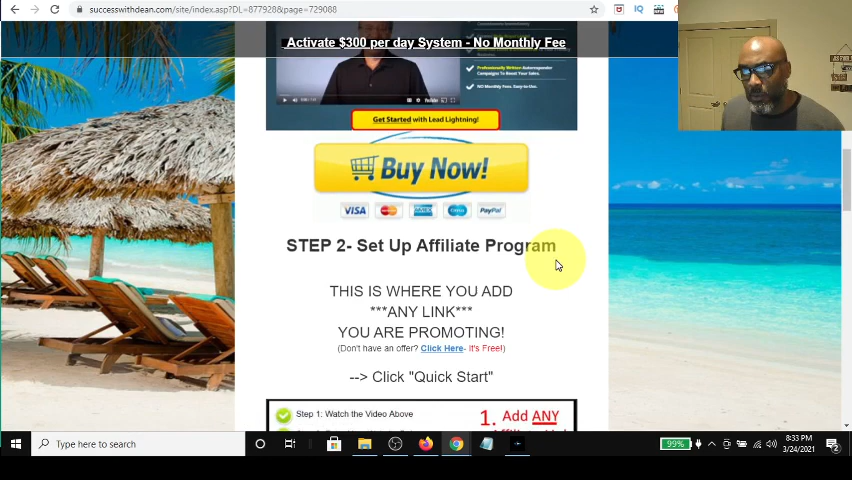 successwithdean.com/site/index.asp?DL=877928&page=729088
IQ
Activate $300 per day System - No Monthly Fee
Professionally Written Autoresponder
Campaigns To Boost Your Sales.
NO Monthly Fees. Easy-to-Use.
YouTube
Get Started with Lead Lightning!
Buy Now!
VISA
PayPal
STEP 2- Set Up Affiliate Program
THIS IS WHERE YOU ADD
***ANY LINK***
YOU ARE PROMOTING!
(Don't have an offer? Click Here- It's Free!)
--> Click "Quick Start"
Step 1: Watch the Video Above
1. Add ANY
Type here to search
99%
8:33 PM
3/24/2021
2